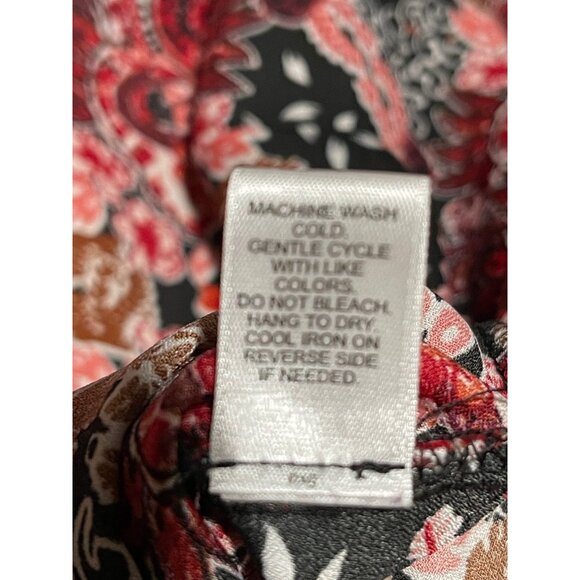 MACHINE WASH
COLD.
GENTLE CYCLE
WITH LIKE
COLORS.
DO NOT BLEACH.
HANG TO DRY.
COOL IRON ON
REVERSE SIDE
IF NEEDED.